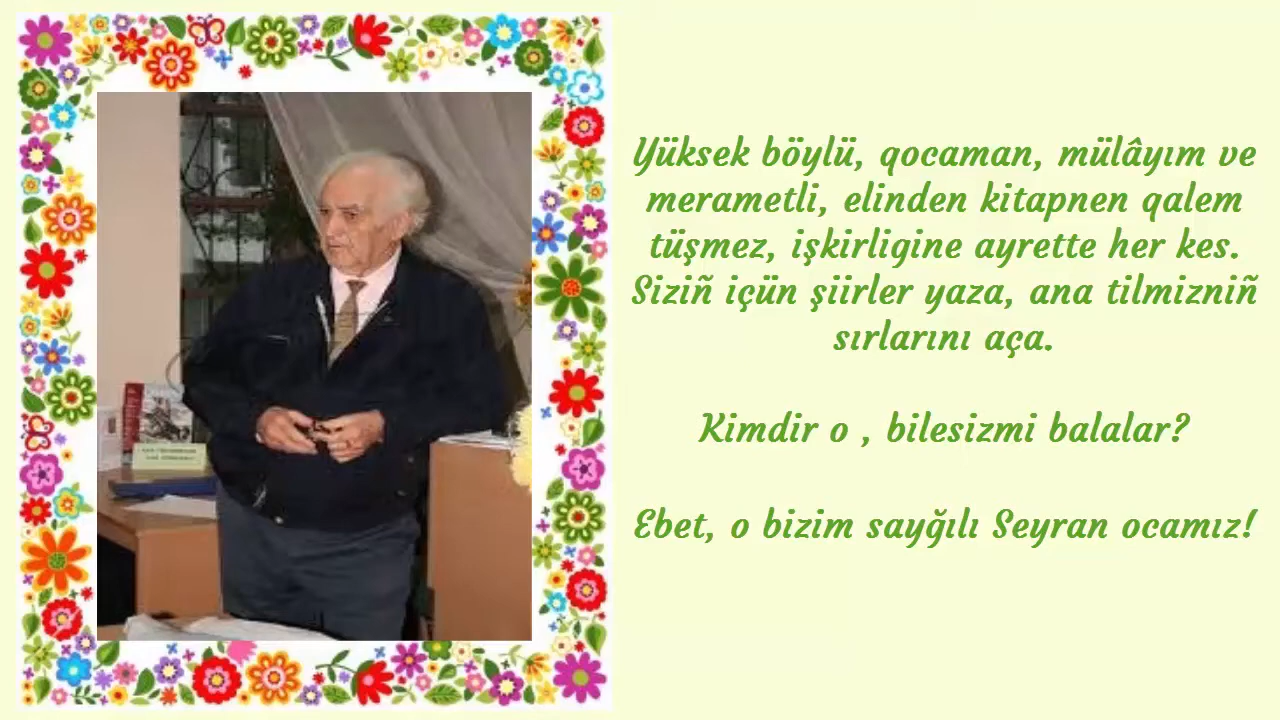 Yüksek böylü, qocaman, mülâyım ve
merametli, elinden kitapnen qalem
tüşmez, işkirligine ayrette her kes.
Siziñ içün şiirler yaza, ana tilmizniñ
sırlarını aça.
Kimdir o , bilesizmi balalar?
Ebet, o bizim sayğılı Seyran ocamız!